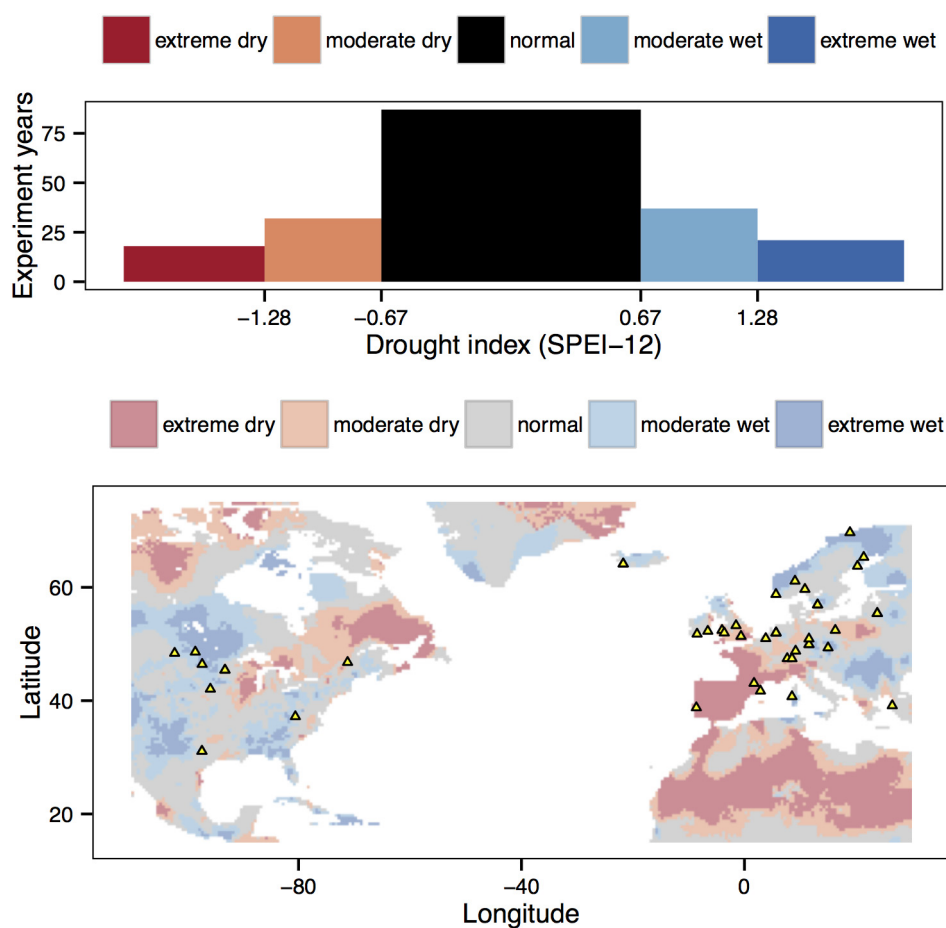 extreme dry moderate dry normal moderate wet extreme wet
Experiment years
75
50
25
0
−1.28 −0.67 0.67 1.28
Drought index (SPEI−12)
extreme dry moderate dry normal moderate wet extreme wet
Latitude
60
40
20
−80 −40 0
Longitude